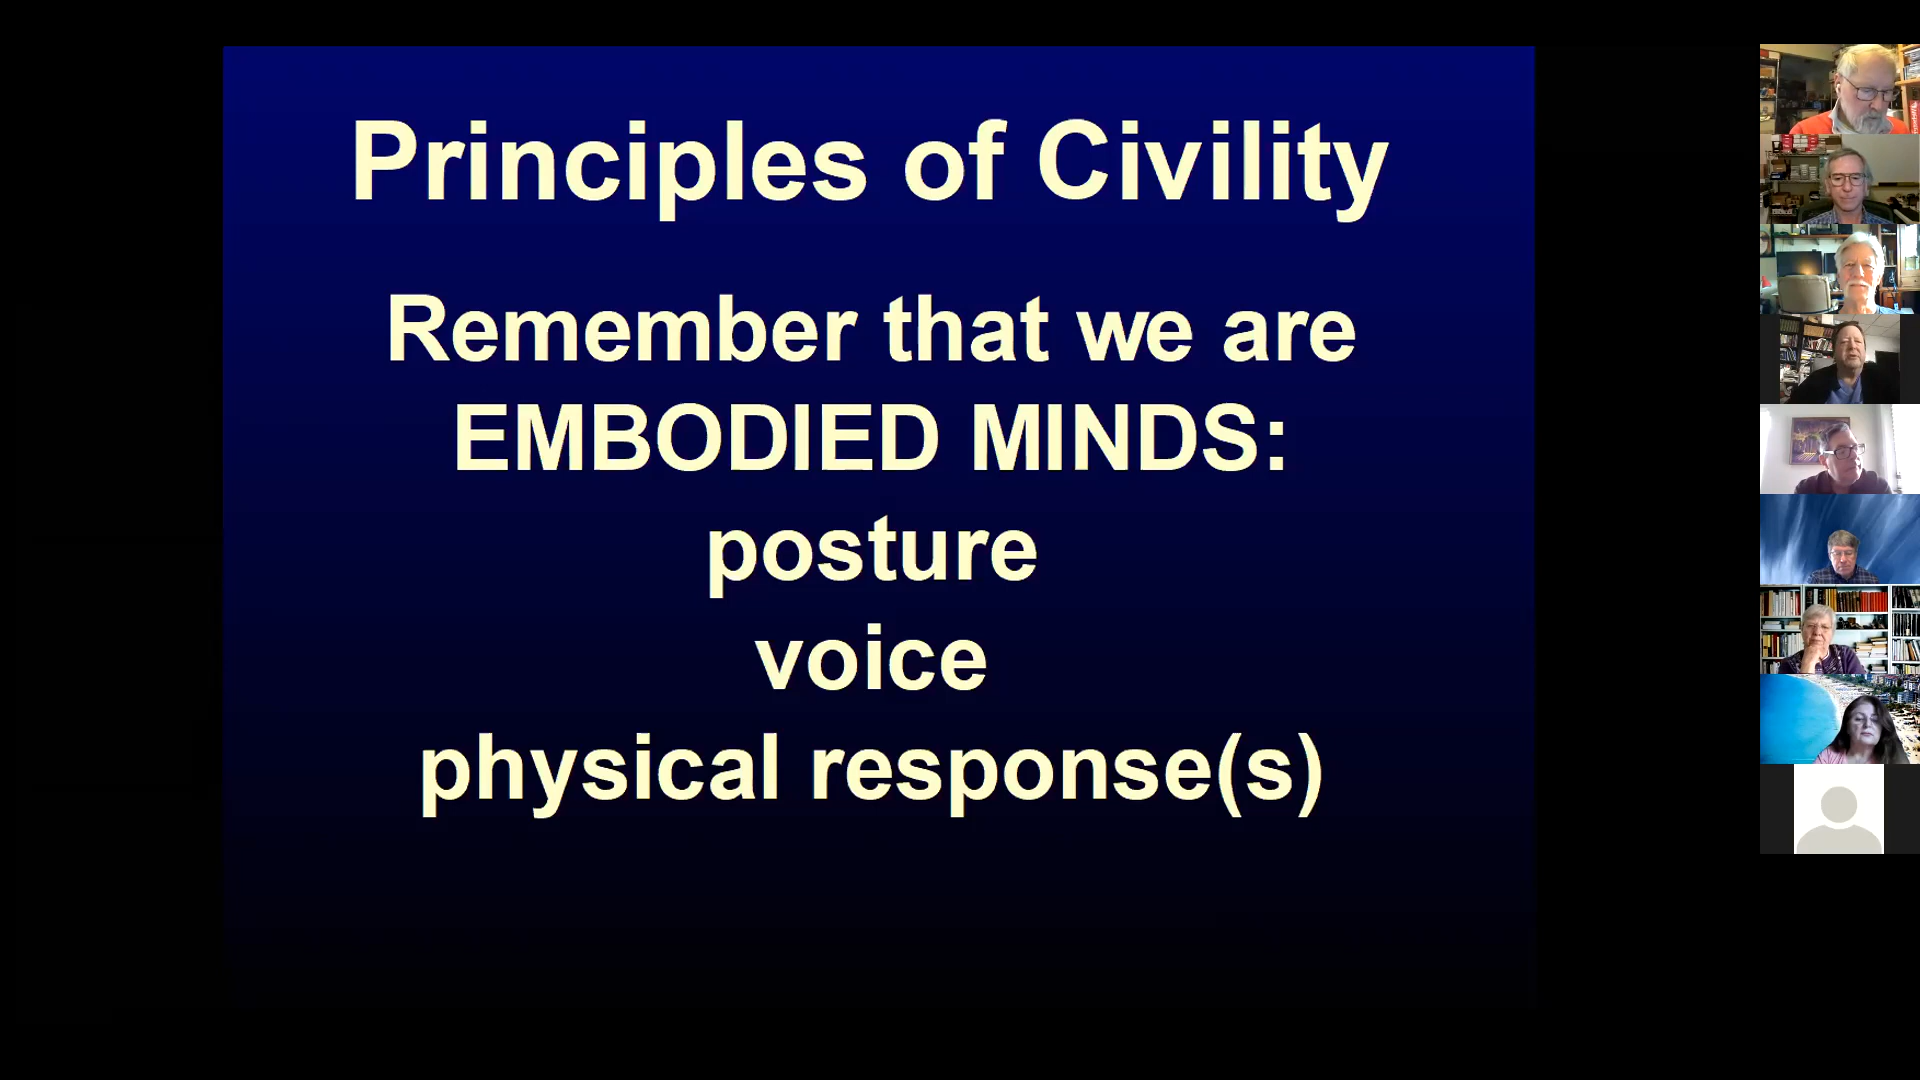 Principles of Civility
Remember that we are
EMBODIED MINDS:
posture
voice
physical response(s)